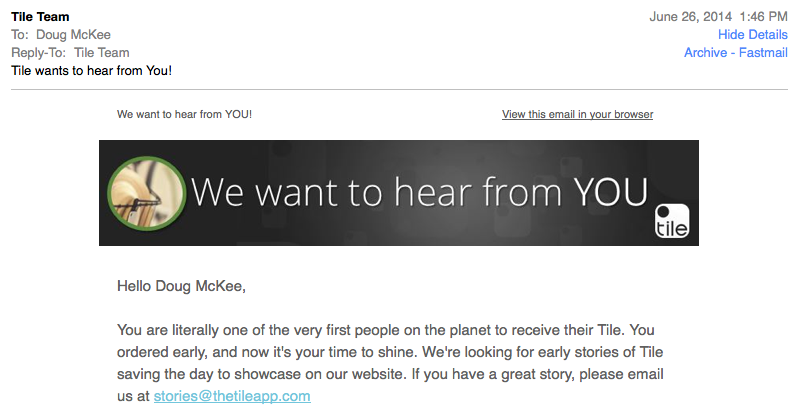 Tile Team
June 26, 2014 1:46 PM
To: Doug McKee
Hide Details
Reply-To: Tile Team
Archive - Fastmail
Tile wants to hear from You!
We want to hear from YOU!
View this email in your browser
We want to hear from YOU
tile
Hello Doug McKee,
You are literally one of the very first people on the planet to receive their Tile. You
ordered early, and now it's your time to shine. We're looking for early stories of Tile
saving the day to showcase on our website. If you have a great story, please email
us at stories@thetileapp.com